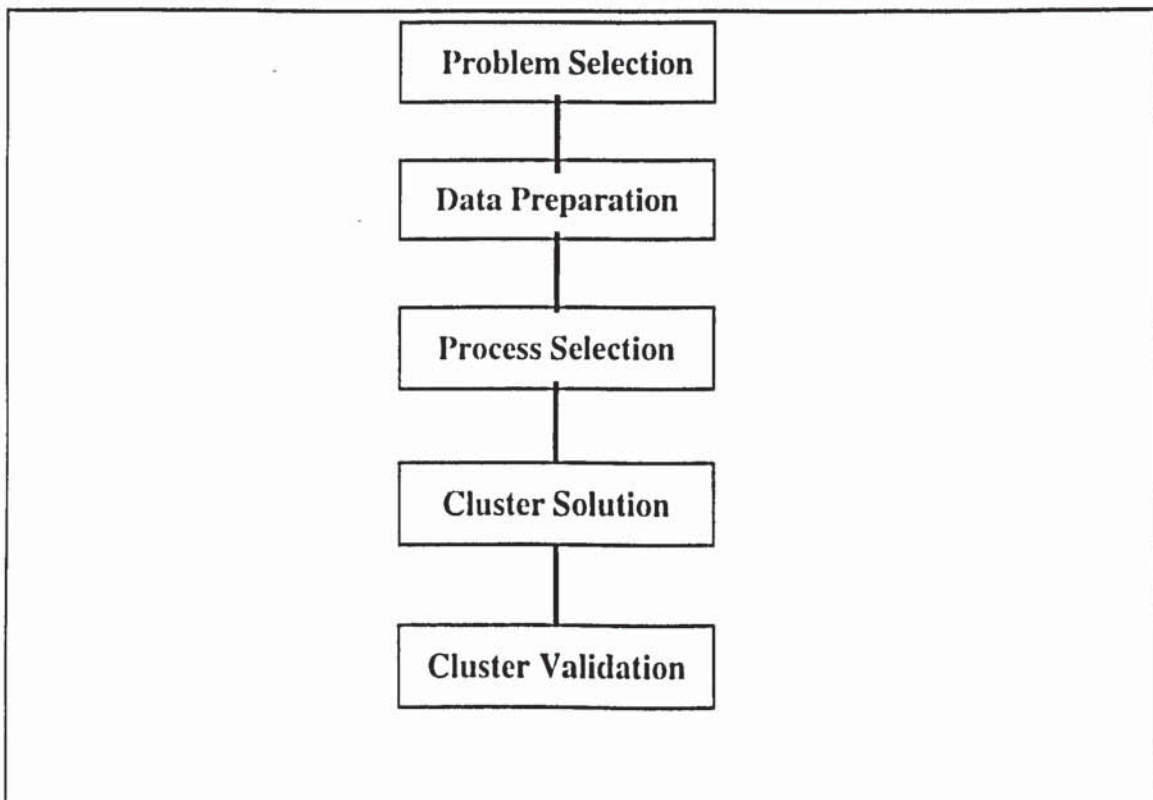 Problem Selection
Data Preparation
Process Selection
Cluster Solution
Cluster Validation